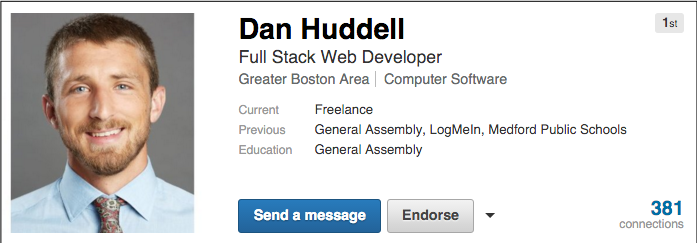 Dan Huddell
1st
Full Stack Web Developer
Greater Boston Area | Computer Software
Current Freelance
Previous General Assembly, LogMeIn, Medford Public Schools
Education General Assembly
Send a message Endorse
381
connections